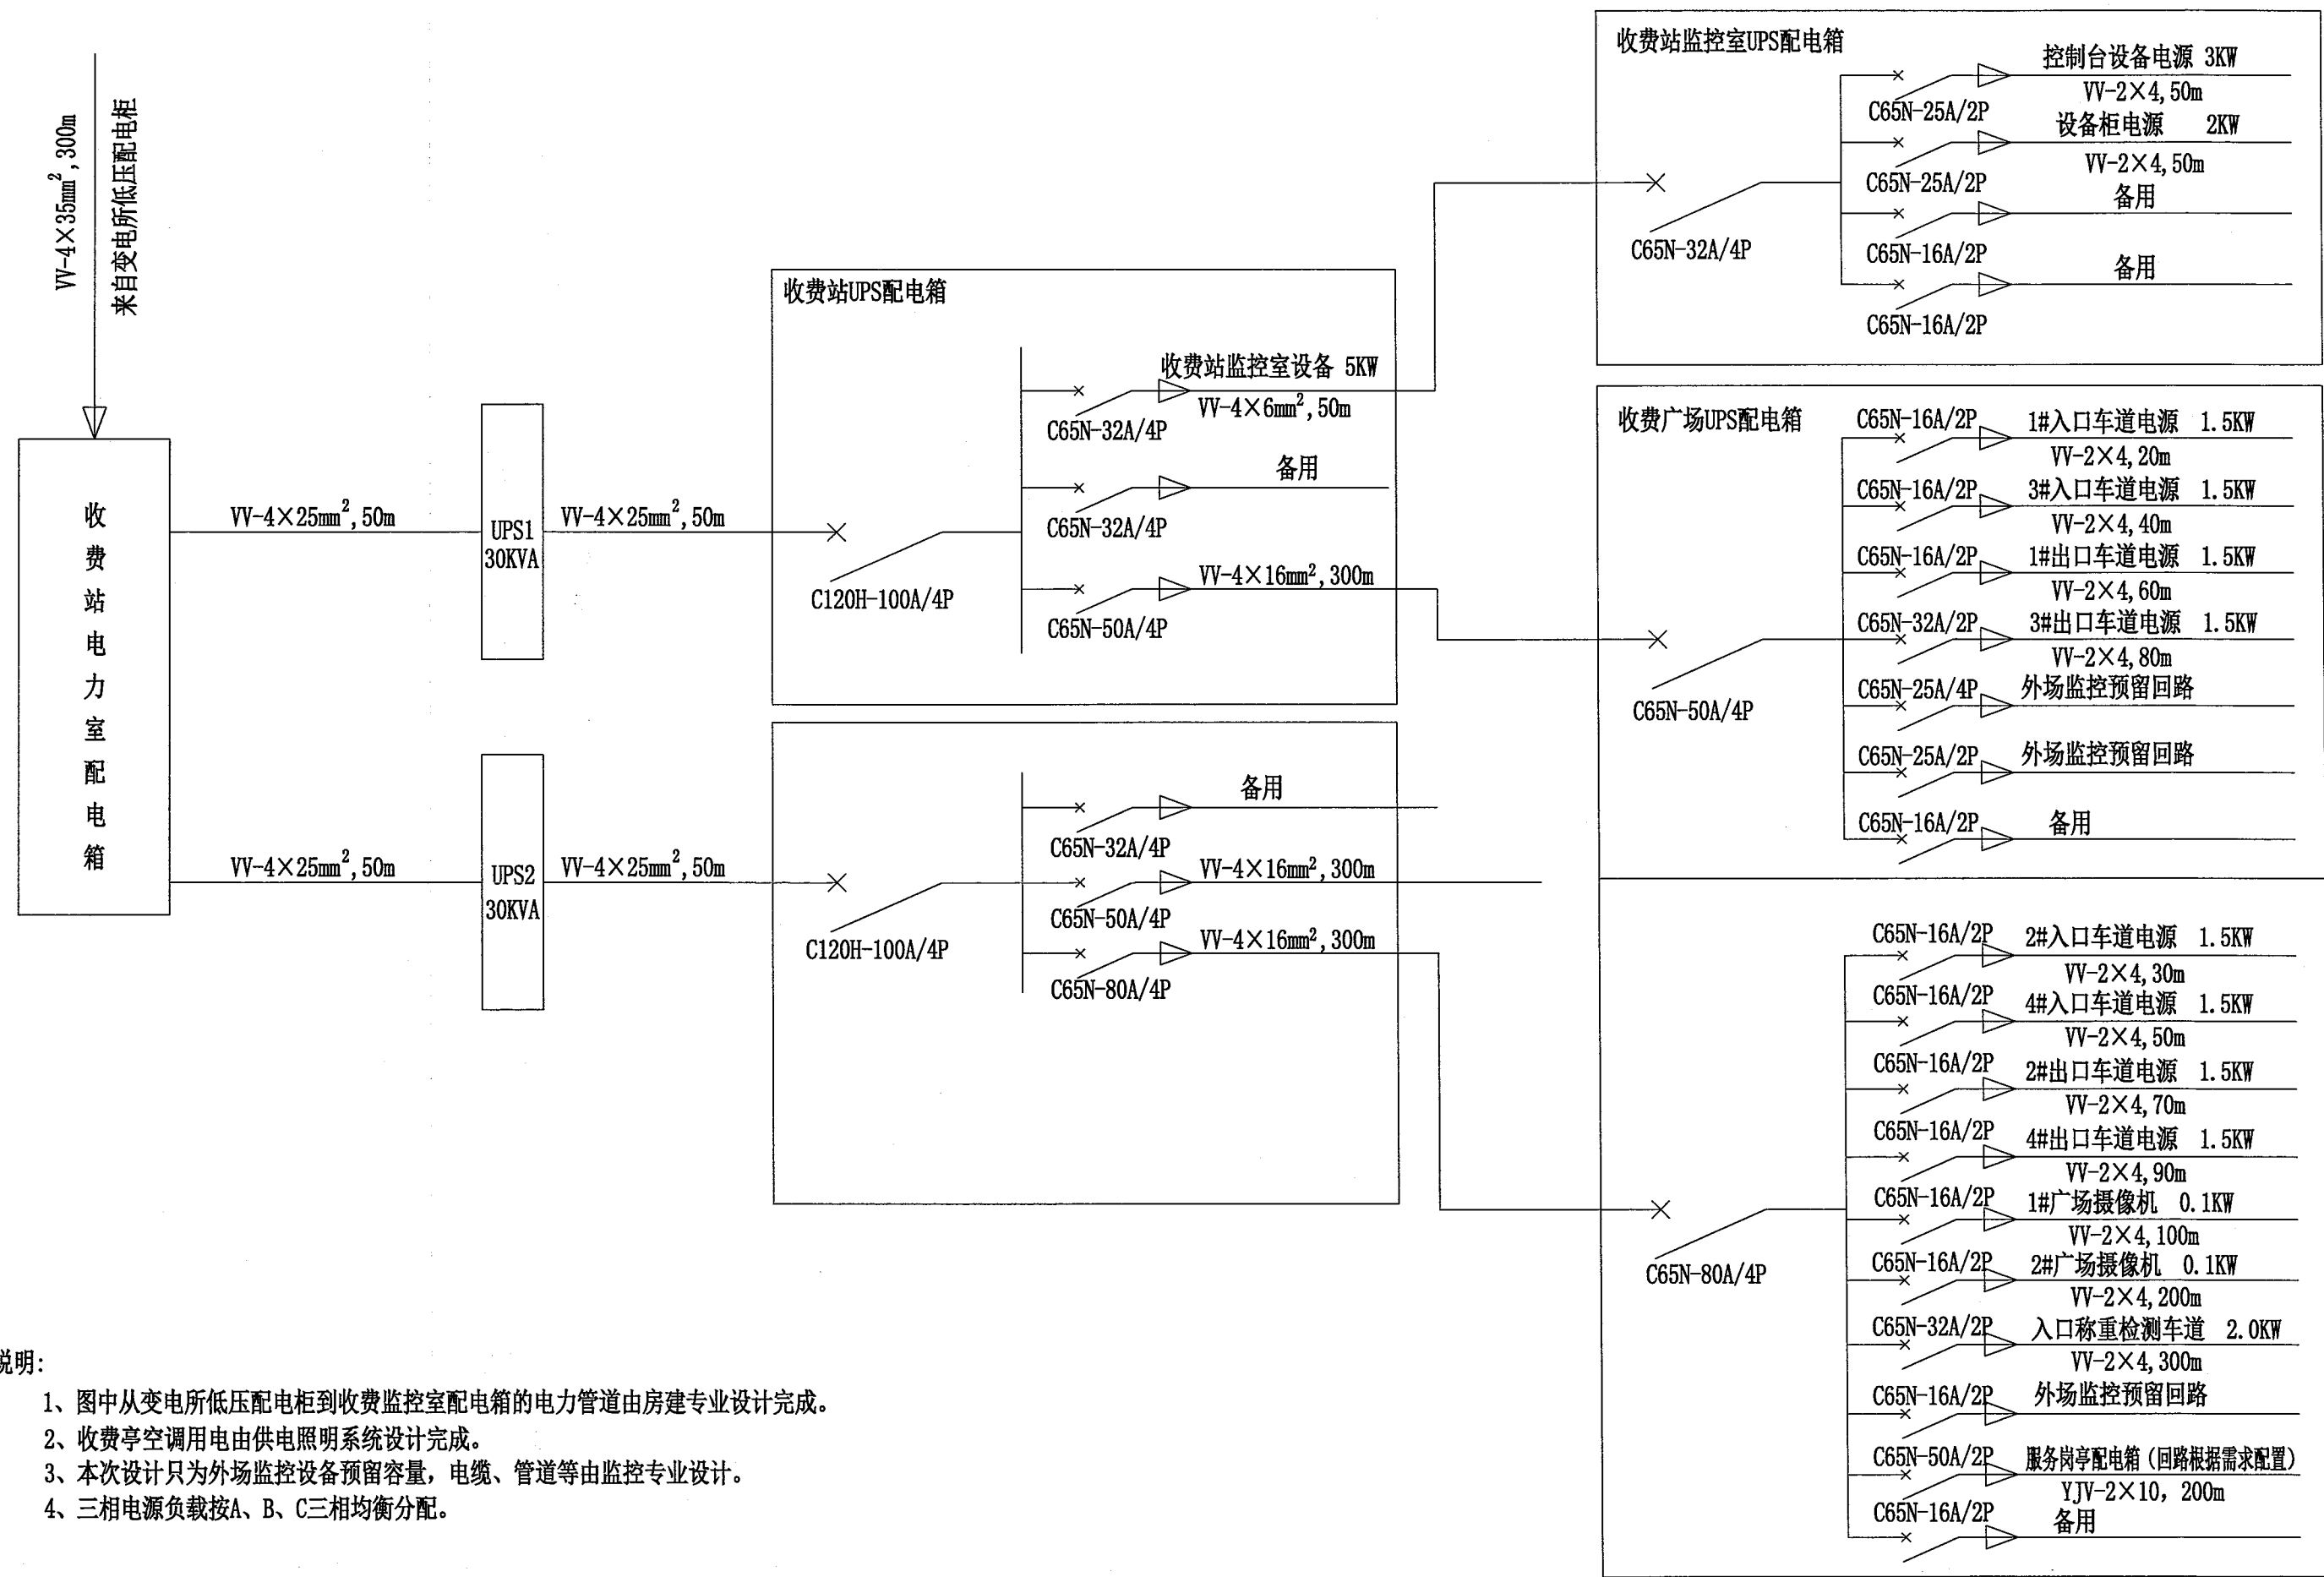 VV-4×35mm²,300m
来自变电所低压配电柜
收费站电力室配电箱
VV-4×25mm²,50m
UPS1
30KVA
VV-4×25mm²,50m
VV-4×25mm²,50m
UPS2
30KVA
VV-4×25mm²,50m
收费站UPS配电箱
C120H-100A/4P
收费站监控室设备 5KW
VV-4×6mm²,50m
C65N-32A/4P
备用
C65N-32A/4P
VV-4×16mm²,300m
C65N-50A/4P
C120H-100A/4P
备用
C65N-32A/4P
VV-4×16mm²,300m
C65N-50A/4P
VV-4×16mm²,300m
C65N-80A/4P
收费站监控室UPS配电箱
C65N-32A/4P
控制台设备电源 3KW
VV-2×4,50m
C65N-25A/2P
设备柜电源 2KW
VV-2×4,50m
C65N-25A/2P
备用
C65N-16A/2P
备用
C65N-16A/2P
收费广场UPS配电箱
C65N-50A/4P
C65N-16A/2P 1#入口车道电源 1.5KW
VV-2×4,20m
C65N-16A/2P 3#入口车道电源 1.5KW
VV-2×4,40m
C65N-16A/2P 1#出口车道电源 1.5KW
VV-2×4,60m
C65N-32A/2P 3#出口车道电源 1.5KW
VV-2×4,80m
C65N-25A/4P 外场监控预留回路
C65N-25A/2P 外场监控预留回路
C65N-16A/2P 备用
C65N-80A/4P
C65N-16A/2P 2#入口车道电源 1.5KW
VV-2×4,30m
C65N-16A/2P 4#入口车道电源 1.5KW
VV-2×4,50m
C65N-16A/2P 2#出口车道电源 1.5KW
VV-2×4,70m
C65N-16A/2P 4#出口车道电源 1.5KW
VV-2×4,90m
C65N-16A/2P 1#广场摄像机 0.1KW
VV-2×4,100m
C65N-16A/2P 2#广场摄像机 0.1KW
VV-2×4,200m
C65N-32A/2P 入口称重检测车道 2.0KW
VV-2×4,300m
C65N-16A/2P 外场监控预留回路
C65N-50A/2P 服务岗亭配电箱(回路根据需求配置)
YJV-2×10, 200m
C65N-16A/2P 备用
说明:
1、图中从变电所低压配电柜到收费监控室配电箱的电力管道由房建专业设计完成。
2、收费亭空调用电由供电照明系统设计完成。
3、本次设计只为外场监控设备预留容量，电缆、管道等由监控专业设计。
4、三相电源负载按A、B、C三相均衡分配。